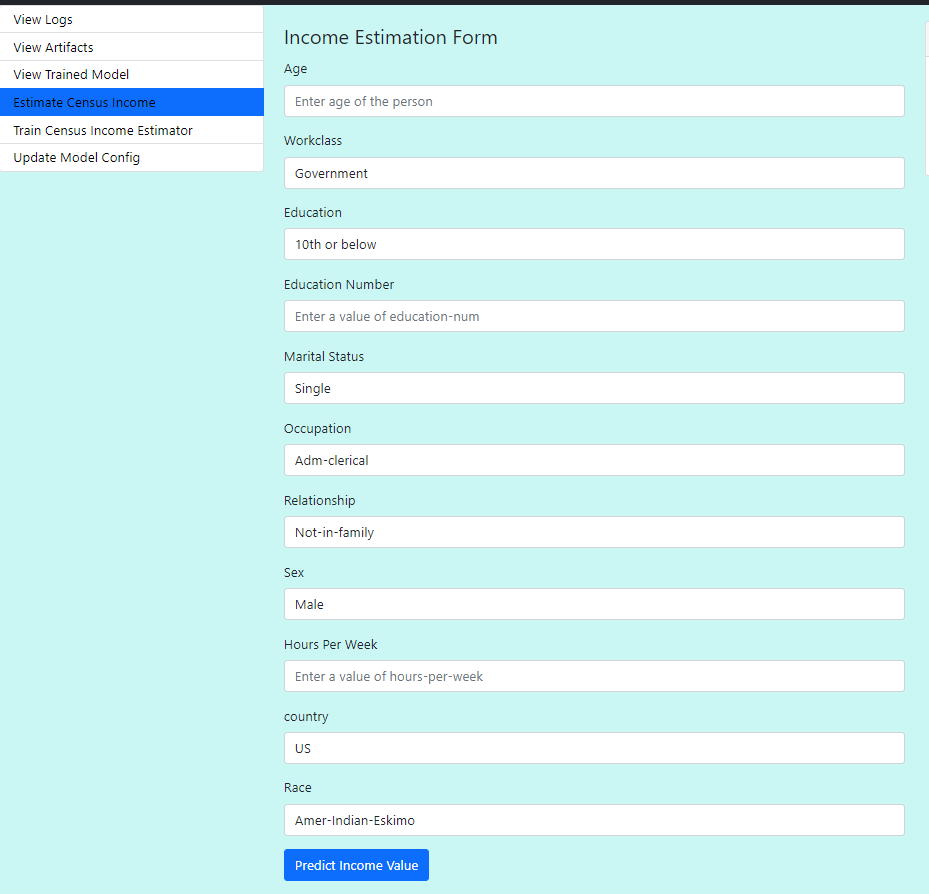 View Logs
View Artifacts
View Trained Model
Estimate Census Income
Train Census Income Estimator
Update Model Config
Income Estimation Form
Age
Enter age of the person
Workclass
Government
Education
10th or below
Education Number
Enter a value of education-num
Marital Status
Single
Occupation
Adm-clerical
Relationship
Not-in-family
Sex
Male
Hours Per Week
Enter a value of hours-per-week
country
US
Race
Amer-Indian-Eskimo
Predict Income Value